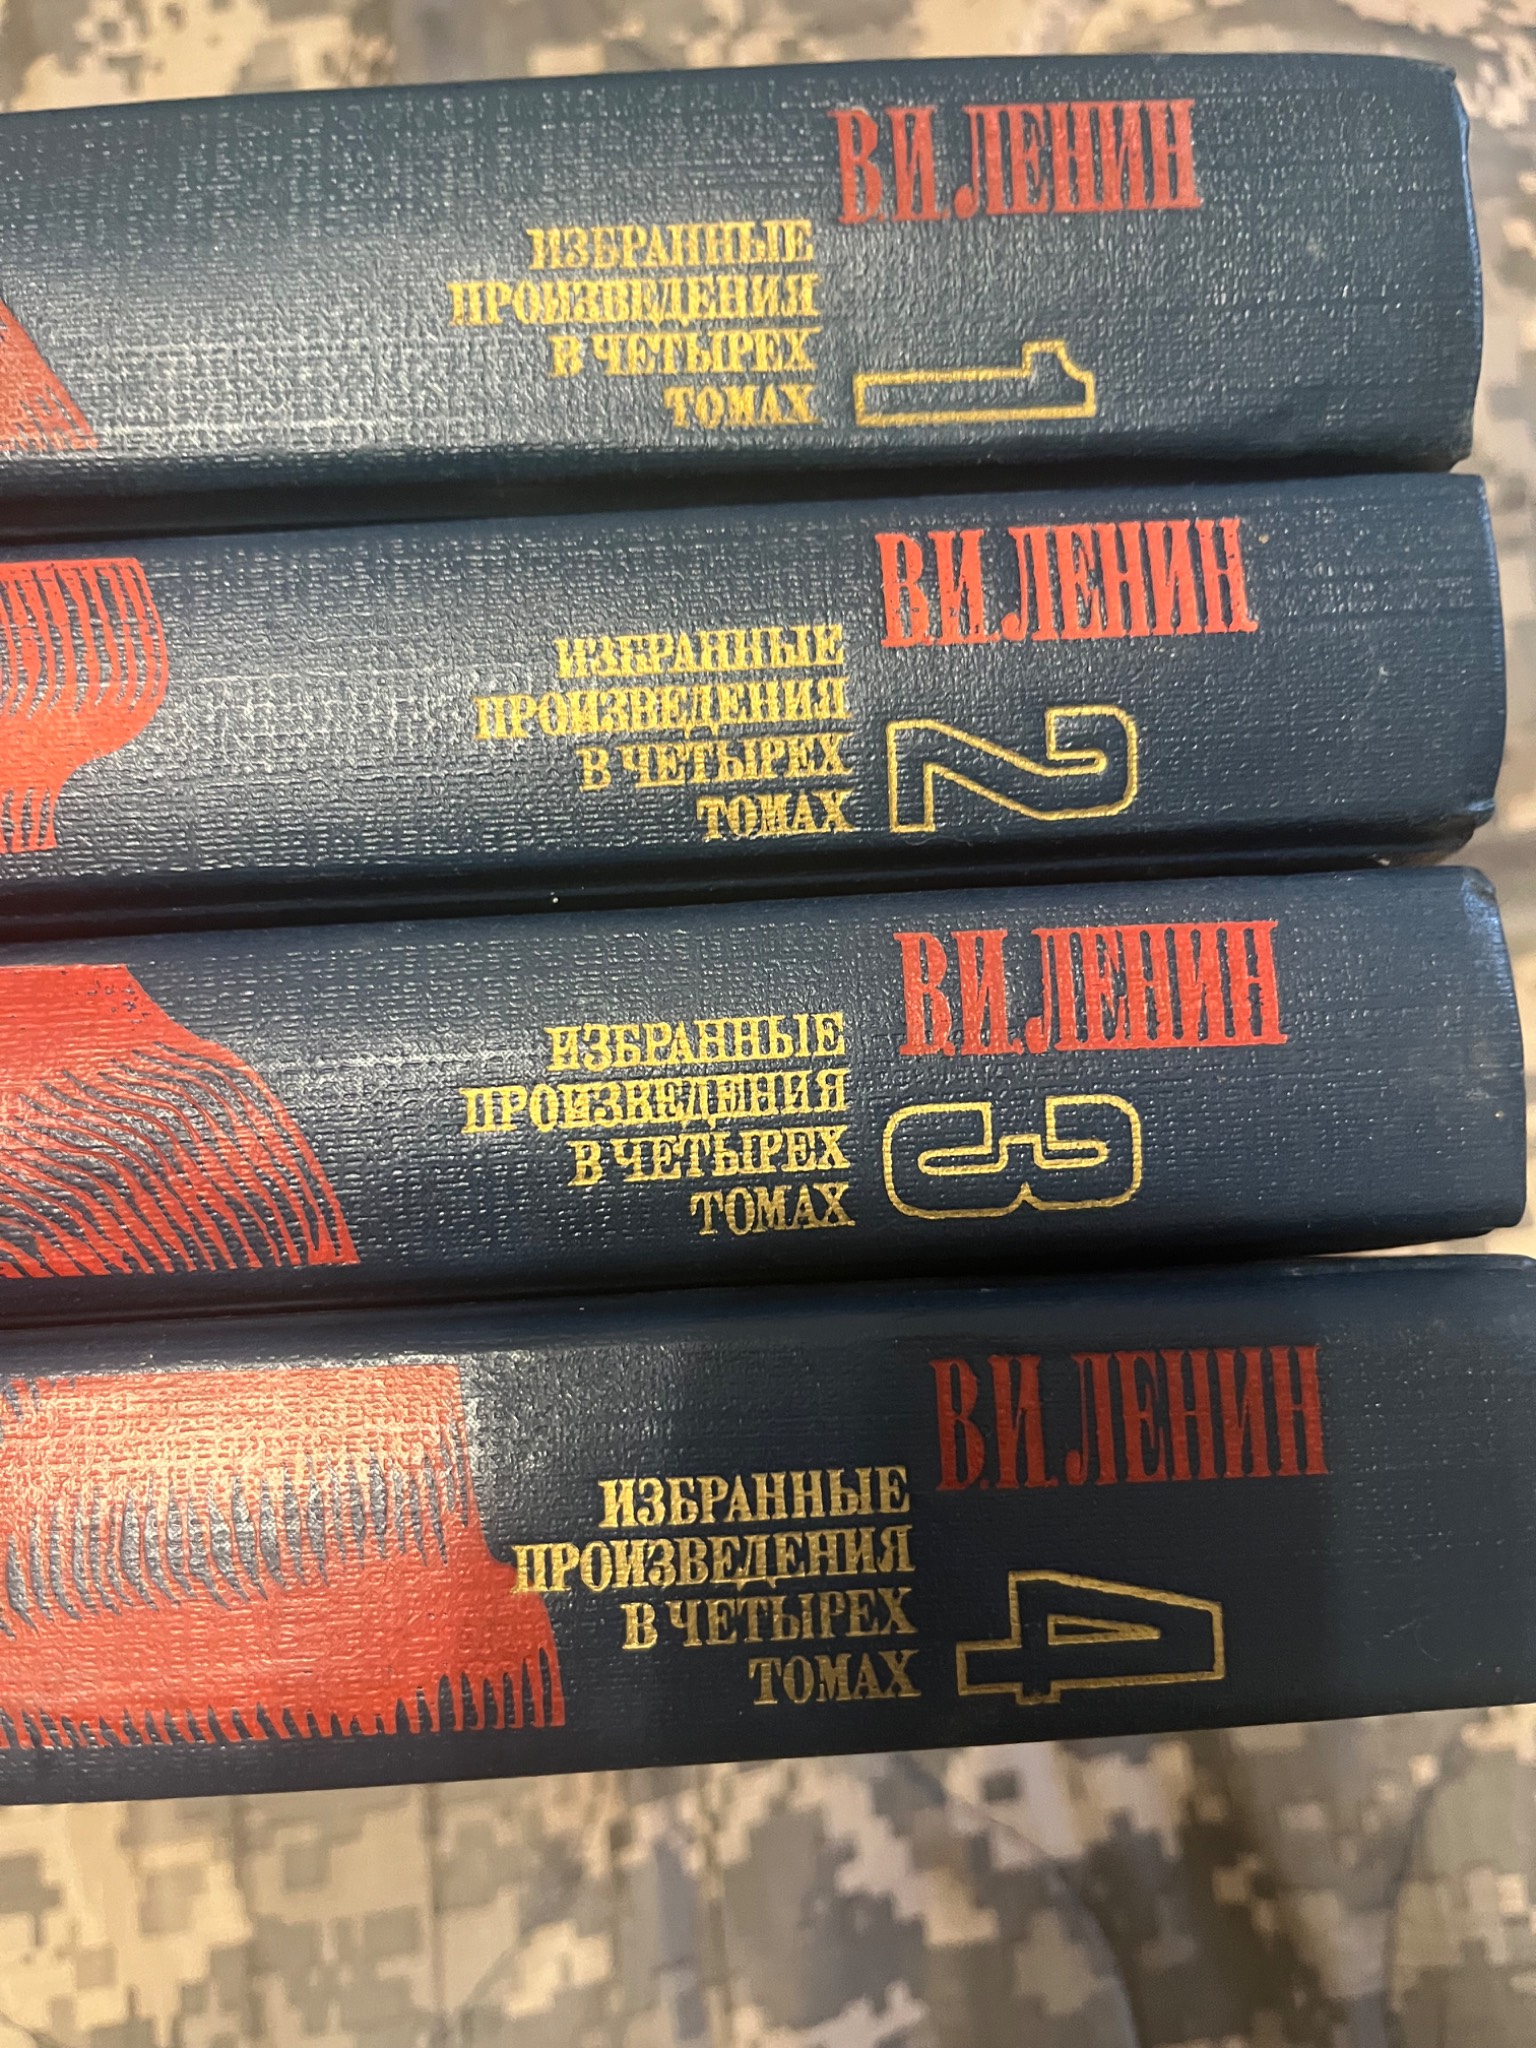 В.И.ЛЕНИН
ИЗБРАННЫЕ
ПРОИЗВЕДЕНИЯ
В ЧЕТЫРЕХ
ТОМАХ
1
В.И.ЛЕНИН
ИЗБРАННЫЕ
ПРОИЗВЕДЕНИЯ
В ЧЕТЫРЕХ
ТОМАХ
2
В.И.ЛЕНИН
ИЗБРАННЫЕ
ПРОИЗВЕДЕНИЯ
В ЧЕТЫРЕХ
ТОМАХ
3
В.И.ЛЕНИН
ИЗБРАННЫЕ
ПРОИЗВЕДЕНИЯ
В ЧЕТЫРЕХ
ТОМАХ
4